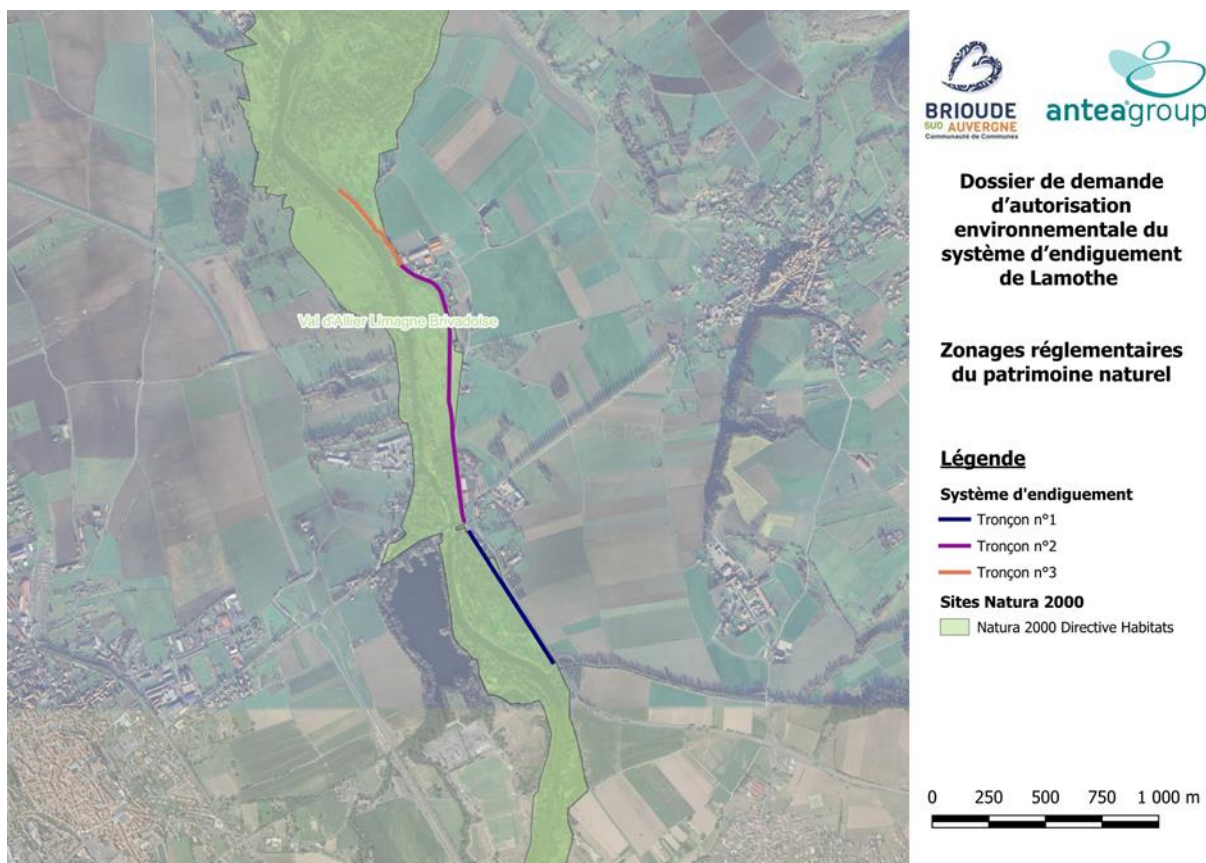 Val d'Allier Limagne Brivadoise
BRIOUDE
SUD AUVERGNE
Communauté de Communes
anteagroup
Dossier de demande
d'autorisation
environnementale du
système d'endiguement
de Lamothe
Zonages réglementaires
du patrimoine naturel
Légende
Système d'endiguement
Tronçon n°1
Tronçon n°2
Tronçon n°3
Sites Natura 2000
Natura 2000 Directive Habitats
0 250 500 750 1 000 m